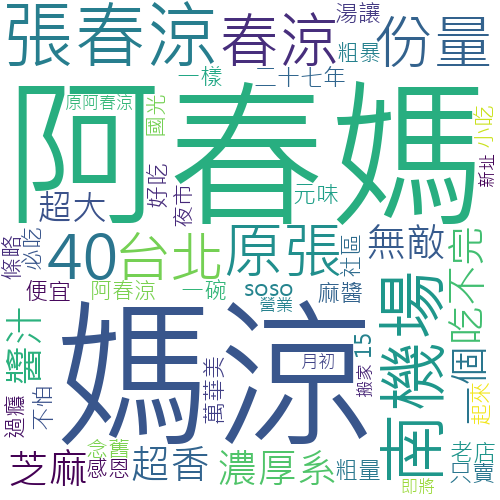 張春涼
春涼
湯讓
粗暴
份量
一樣
二十七年
原阿春涼
國光
好吃
夜市
小吃
新址
阿春媽
元味
超大
條略
必吃
40
台北
原張
社區
無敵
吃不完
便宜
阿春涼
一碗
soso
營業
麻醬
南機場
醬汁
媽涼
個
15
搬家
月初
萬華美
過癮
不怕
起來
念舊
感恩
芝麻
超香
濃厚系
粗量
老店
只賣
即將